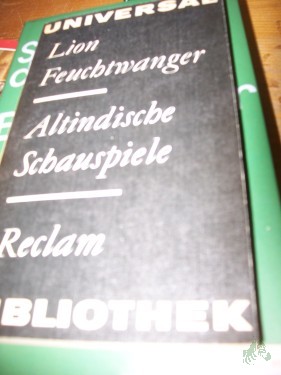 UNIVERSAL
Lion
Feuchtwanger
Altindische
Schauspiele
Reclam
BIBLIOTHEK